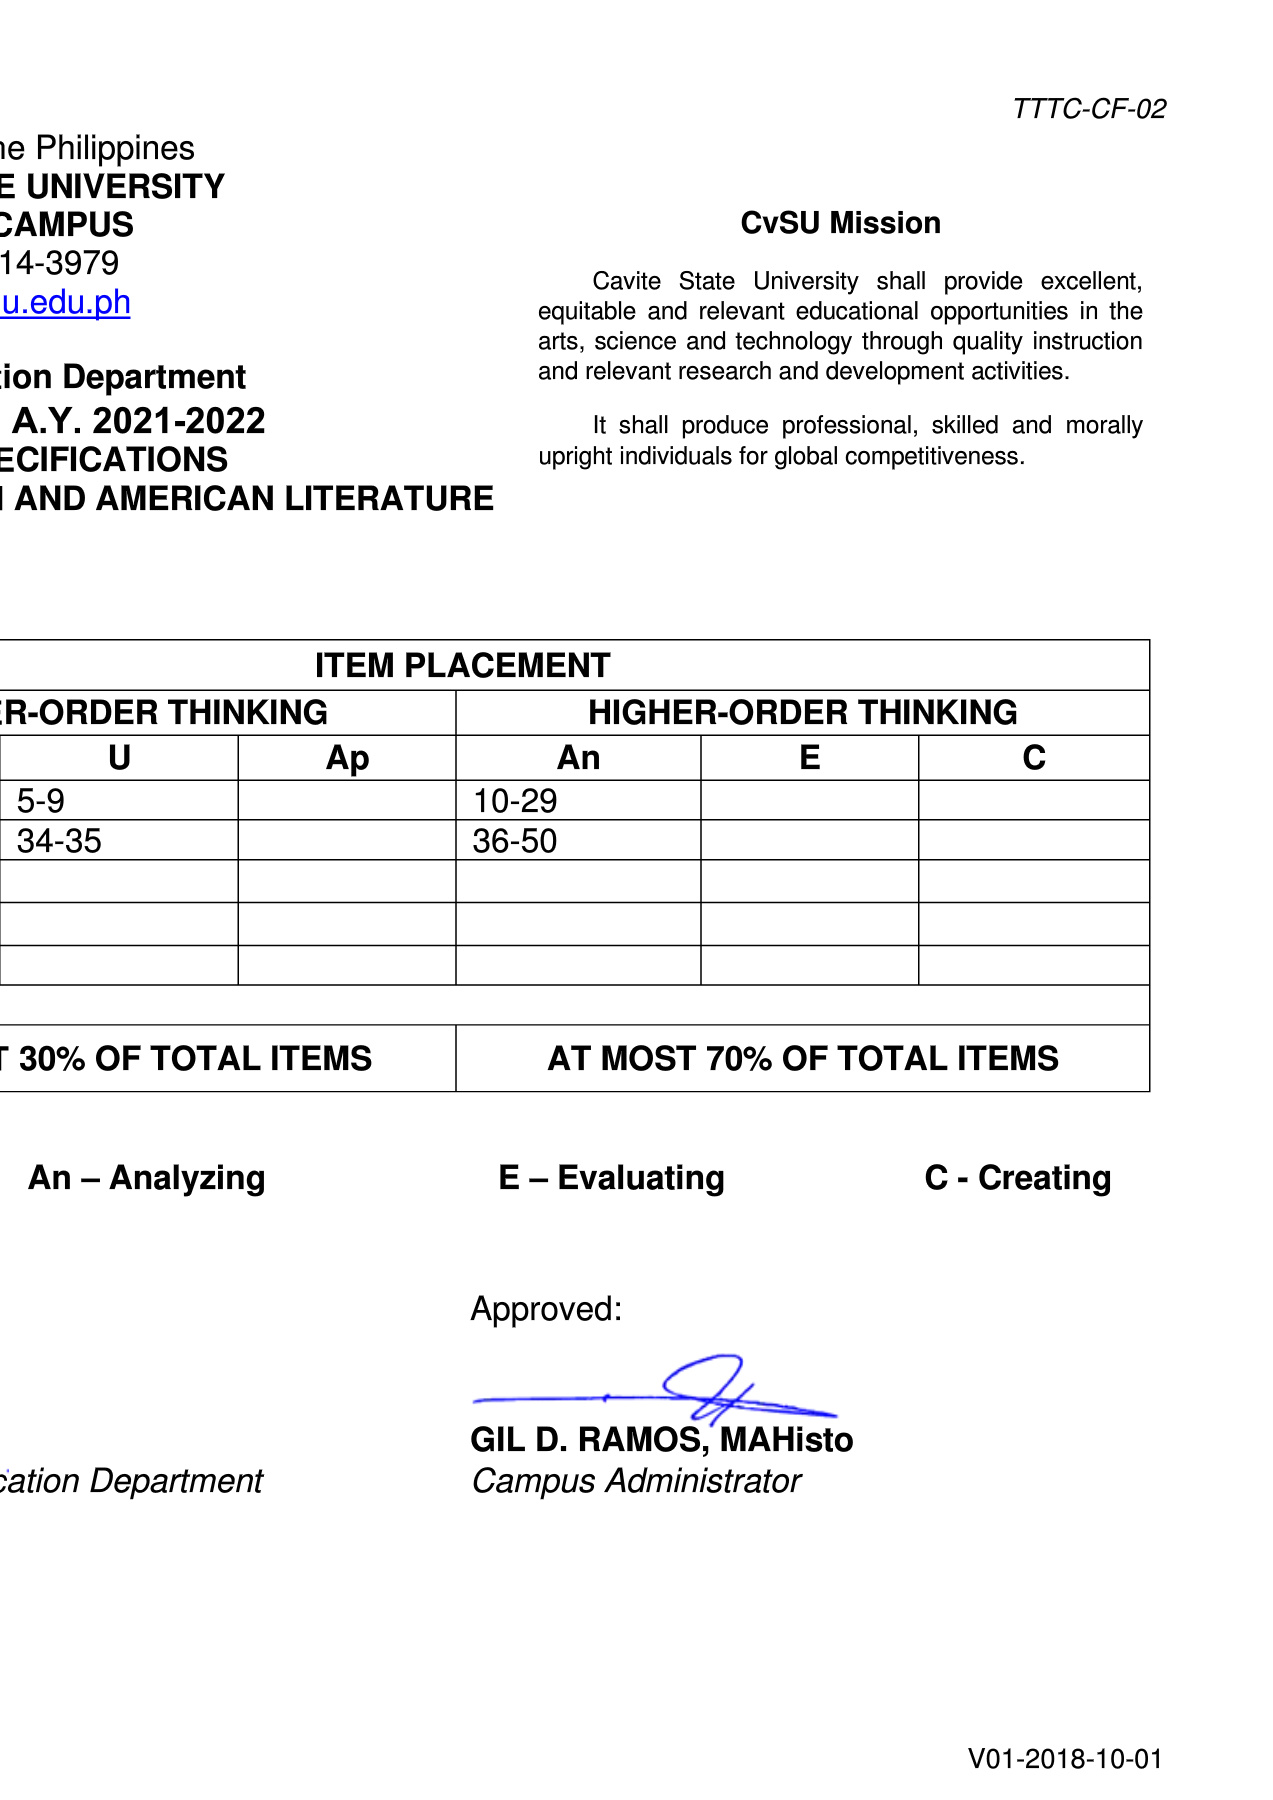 TTTC-CF-02
ne Philippines
E UNIVERSITY
CAMPUS
14-3979
u.edu.ph
tion Department
A.Y. 2021-2022
ECIFICATIONS
AND AMERICAN LITERATURE
CvSU Mission
Cavite State University shall provide excellent,
equitable and relevant educational opportunities in the
arts, science and technology through quality instruction
and relevant research and development activities.
It shall produce professional, skilled and morally
upright individuals for global competitiveness.
ITEM PLACEMENT
ER-ORDER THINKING HIGHER-ORDER THINKING
U Ap An E C
5-9 10-29
34-35 36-50
T 30% OF TOTAL ITEMS AT MOST 70% OF TOTAL ITEMS
An – Analyzing E – Evaluating C - Creating
Approved:
GIL D. RAMOS, MAHisto
cation Department Campus Administrator
V01-2018-10-01